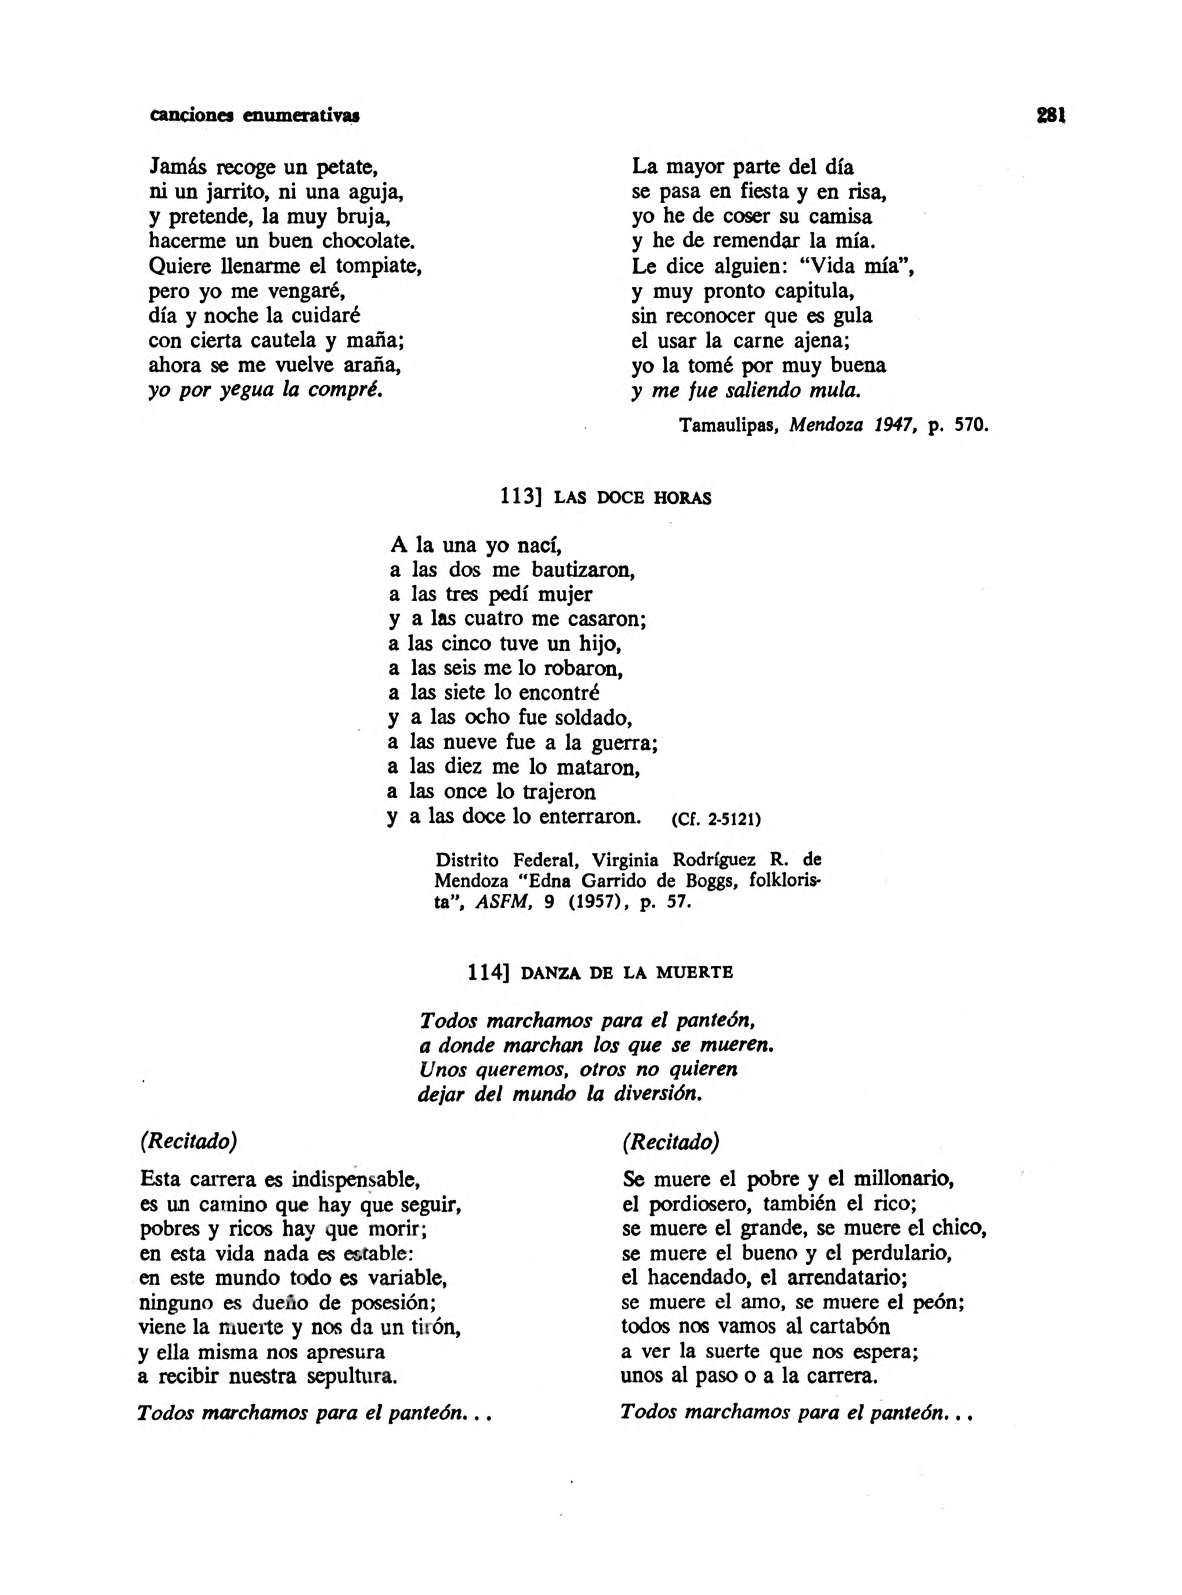 canciones enumerativas
281
Jamás recoge un petate,
ni un jarrito, ni una aguja,
y pretende, la muy bruja,
hacerme un buen chocolate.
Quiere llenarme el tompiate,
pero yo me vengaré,
día y noche la cuidaré
con cierta cautela y maña;
ahora se me vuelve araña,
yo por yegua la compré.
La mayor parte del día
se pasa en fiesta y en risa,
yo he de coser su camisa
y he de remendar la mía.
Le dice alguien: “Vida mía”,
y muy pronto capitula,
sin reconocer que es gula
el usar la carne ajena;
yo la tomé por muy buena
y me fue saliendo mula.
Tamaulipas, Mendoza 1947, p. 570.
113] LAS DOCE HORAS
A la una yo nací,
a las dos me bautizaron,
a las tres pedí mujer
y a las cuatro me casaron;
a las cinco tuve un hijo,
a las seis me lo robaron,
a las siete lo encontré
y a las ocho fue soldado,
a las nueve fue a la guerra;
a las diez me lo mataron,
a las once lo trajeron
y a las doce lo enterraron. (Cf. 2-5121)
Distrito Federal, Virginia Rodríguez R. de
Mendoza “Edna Garrido de Boggs, folkloris-
ta”, ASFM, 9 (1957), p. 57.
114] DANZA DE LA MUERTE
Todos marchamos para el panteón,
a donde marchan los que se mueren.
Unos queremos, otros no quieren
dejar del mundo la diversión.
(Recitado)
Esta carrera es indispensable,
es un camino que hay que seguir,
pobres y ricos hay que morir;
en esta vida nada es estable:
en este mundo todo es variable,
ninguno es dueño de posesión;
viene la muerte y nos da un tirón,
y ella misma nos apresura
a recibir nuestra sepultura.
Todos marchamos para el panteón...
(Recitado)
Se muere el pobre y el millonario,
el pordiosero, también el rico;
se muere el grande, se muere el chico,
se muere el bueno y el perdulario,
el hacendado, el arrendatario;
se muere el amo, se muere el peón;
todos nos vamos al cartabón
a ver la suerte que nos espera;
unos al paso o a la carrera.
Todos marchamos para el panteón...